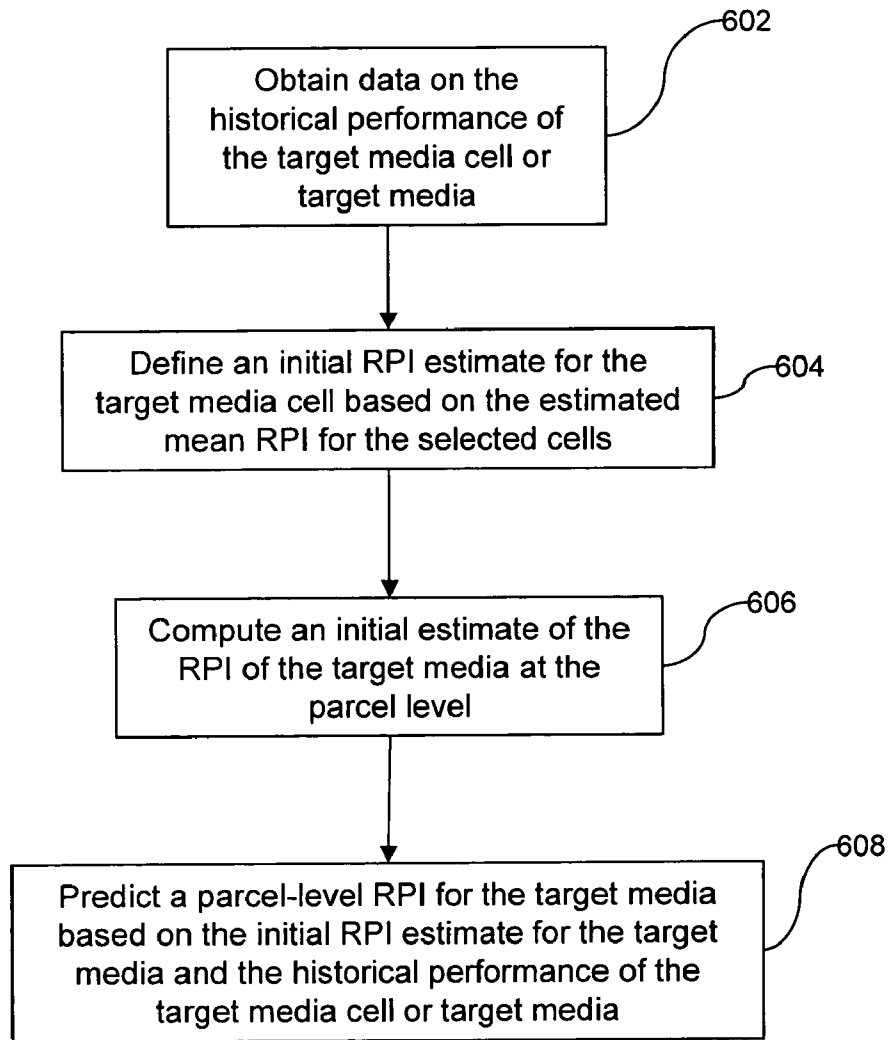 602
Obtain data on the
historical performance of
the target media cell or
target media
Define an initial RPI estimate for the
target media cell based on the estimated
mean RPI for the selected cells
604
606
Compute an initial estimate of the
RPI of the target media at the
parcel level
608
Predict a parcel-level RPI for the target media
based on the initial RPI estimate for the target
media and the historical performance of the
target media cell or target media